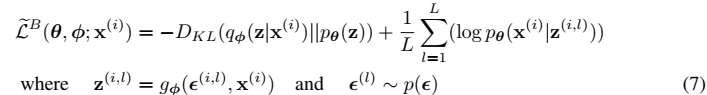 $\widetilde{\mathcal{L}}^{B}(\boldsymbol{\theta}, \boldsymbol{\phi}; \mathbf{x}^{(i)}) = -D_{KL}(q_{\boldsymbol{\phi}}(\mathbf{z}|\mathbf{x}^{(i)})||p_{\boldsymbol{\theta}}(\mathbf{z})) + \frac{1}{L} \sum_{l=1}^{L} (\log p_{\boldsymbol{\theta}}(\mathbf{x}^{(i)}|\mathbf{z}^{(i,l)}))$
where $\mathbf{z}^{(i,l)} = g_{\boldsymbol{\phi}}(\boldsymbol{\epsilon}^{(i,l)}, \mathbf{x}^{(i)})$ and $\boldsymbol{\epsilon}^{(l)} \sim p(\boldsymbol{\epsilon})$ (7)